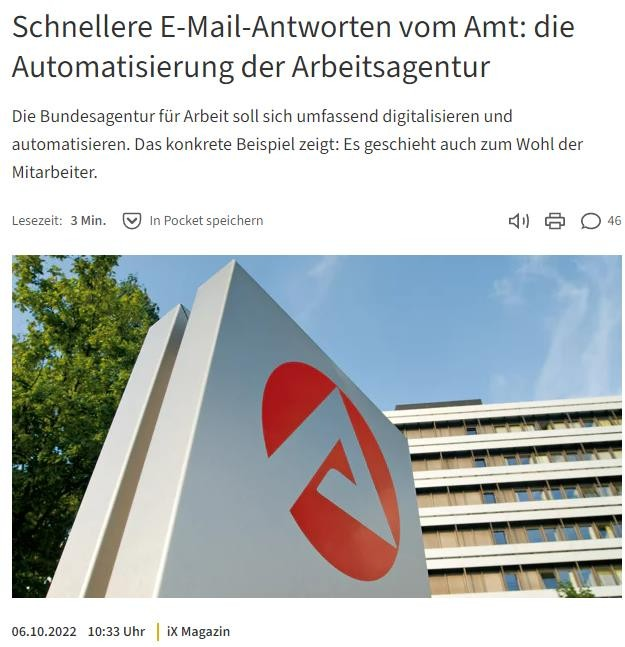 Schnellere E-Mail-Antworten vom Amt: die
Automatisierung der Arbeitsagentur
Die Bundesagentur für Arbeit soll sich umfassend digitalisieren und
automatisieren. Das konkrete Beispiel zeigt: Es geschieht auch zum Wohl der
Mitarbeiter.
Lesezeit: 3 Min. In Pocket speichern 46
06.10.2022 10:33 Uhr iX Magazin